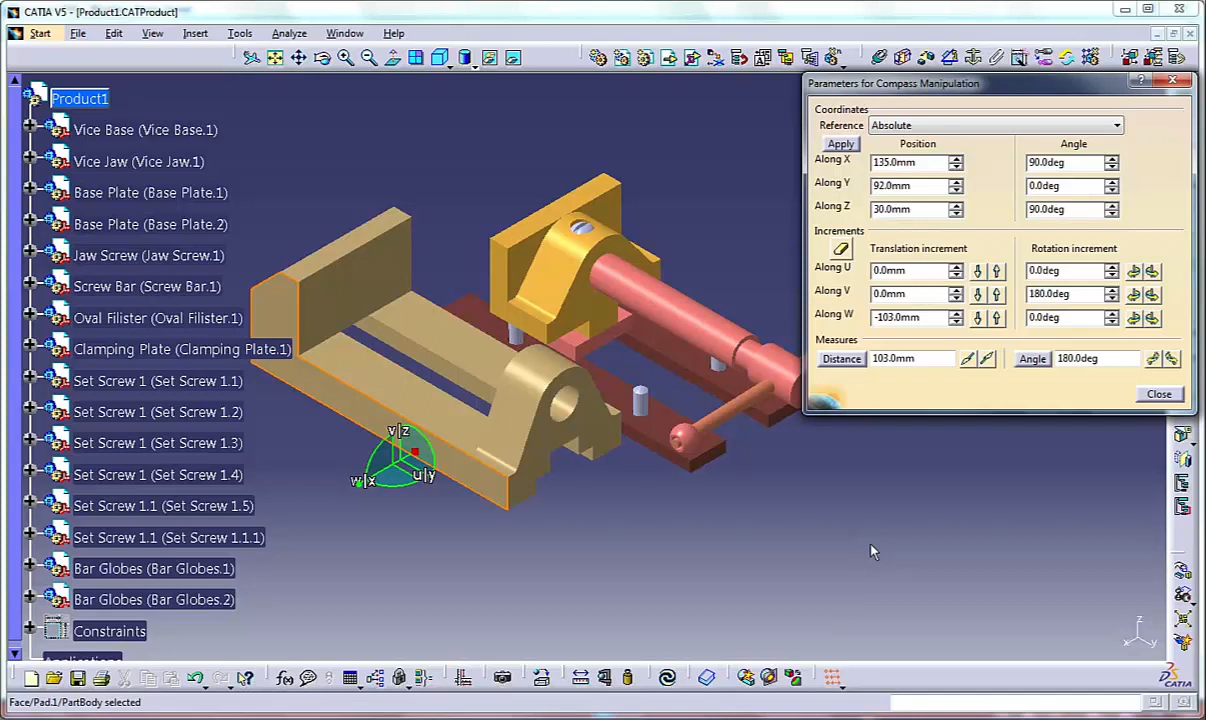 CATIA V5 - [Product1.CATProduct]
Start File Edit View Insert Tools Analyze Window Help
Product1
Vice Base (Vice Base.1)
Vice Jaw (Vice Jaw.1)
Base Plate (Base Plate.1)
Base Plate (Base Plate.2)
Jaw Screw (Jaw Screw.1)
Screw Bar (Screw Bar.1)
Oval Filister (Oval Filister.1)
Clamping Plate (Clamping Plate.1)
Set Screw 1 (Set Screw 1.1)
Set Screw 1 (Set Screw 1.2)
Set Screw 1 (Set Screw 1.3)
Set Screw 1 (Set Screw 1.4)
Set Screw 1.1 (Set Screw 1.5)
Set Screw 1.1 (Set Screw 1.1.1)
Bar Globes (Bar Globes.1)
Bar Globes (Bar Globes.2)
Constraints
Applications
v|z
w|x
u|y
Parameters for Compass Manipulation
Coordinates
Reference Absolute
Apply Position Angle
Along X 135.0mm 90.0deg
Along Y 92.0mm 0.0deg
Along Z 30.0mm 90.0deg
Increments
Translation increment Rotation increment
Along U 0.0mm 0.0deg
Along V 0.0mm 180.0deg
Along W -103.0mm 0.0deg
Measures
Distance 103.0mm Angle 180.0deg
Close
z
x y
CATIA
f(x)
Face/Pad.1/PartBody selected